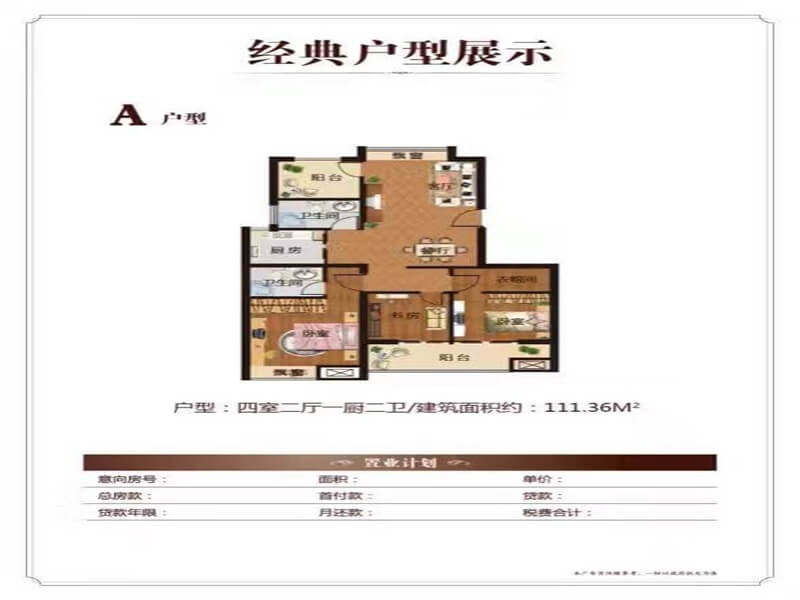 经典户型展示
A 户型
飘窗
阳台
客厅
卫生间
厨房
餐厅
卫生间
衣帽间
书房
卧室
卧室
阳台
飘窗
户型：四室二厅一厨二卫/建筑面积约：111.36M²
置业计划
意向房号： 面积： 单价：
总房款： 首付款： 贷款：
贷款年限： 月还款： 税费合计：